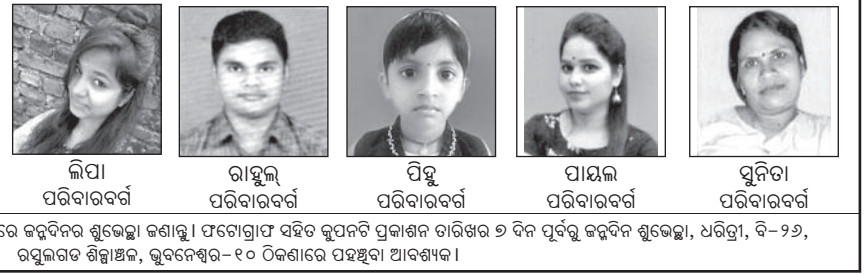 ଲିପା
ପରିବାରବର୍ଗ
ରାହୁଲ୍
ପରିବାରବର୍ଗ
ପିହୁ
ପରିବାରବର୍ଗ
ପାୟଲ
ପରିବାରବର୍ଗ
ସୁନିତା
ପରିବାରବର୍ଗ
ରେ ଜନ୍ମଦିନର ଶୁଭେଚ୍ଛା ଜଣାନ୍ତୁ। ଫଟୋଗ୍ରାଫ ସହିତ କୁପନଟି ପ୍ରକାଶନ ତାରିଖର ୭ ଦିନ ପୂର୍ବରୁ ଜନ୍ମଦିନ ଶୁଭେଚ୍ଛା, ଧରିତ୍ରୀ, ବି-୨୬,
ରସୁଲଗଡ ଶିଳ୍ପାଞ୍ଚଳ, ଭୁବନେଶ୍ୱର-୧୦ ଠିକଣାରେ ପହଞ୍ଚିବା ଆବଶ୍ୟକ।